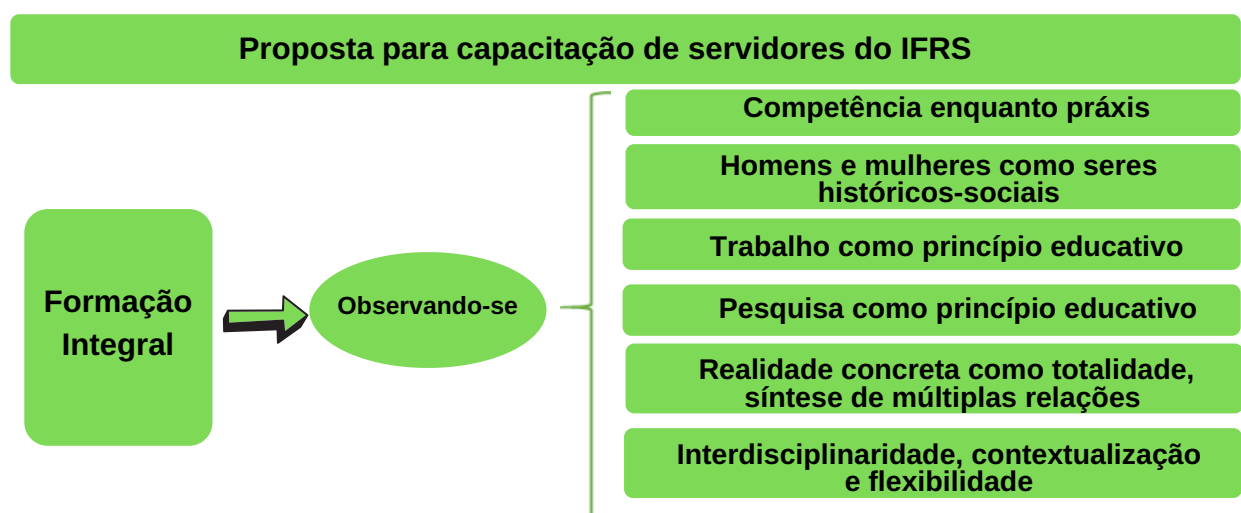 Proposta para capacitação de servidores do IFRS
Formação
Integral
Observando-se
Competência enquanto práxis
Homens e mulheres como seres
históricos-sociais
Trabalho como princípio educativo
Pesquisa como princípio educativo
Realidade concreta como totalidade,
síntese de múltiplas relações
Interdisciplinaridade, contextualização
e flexibilidade